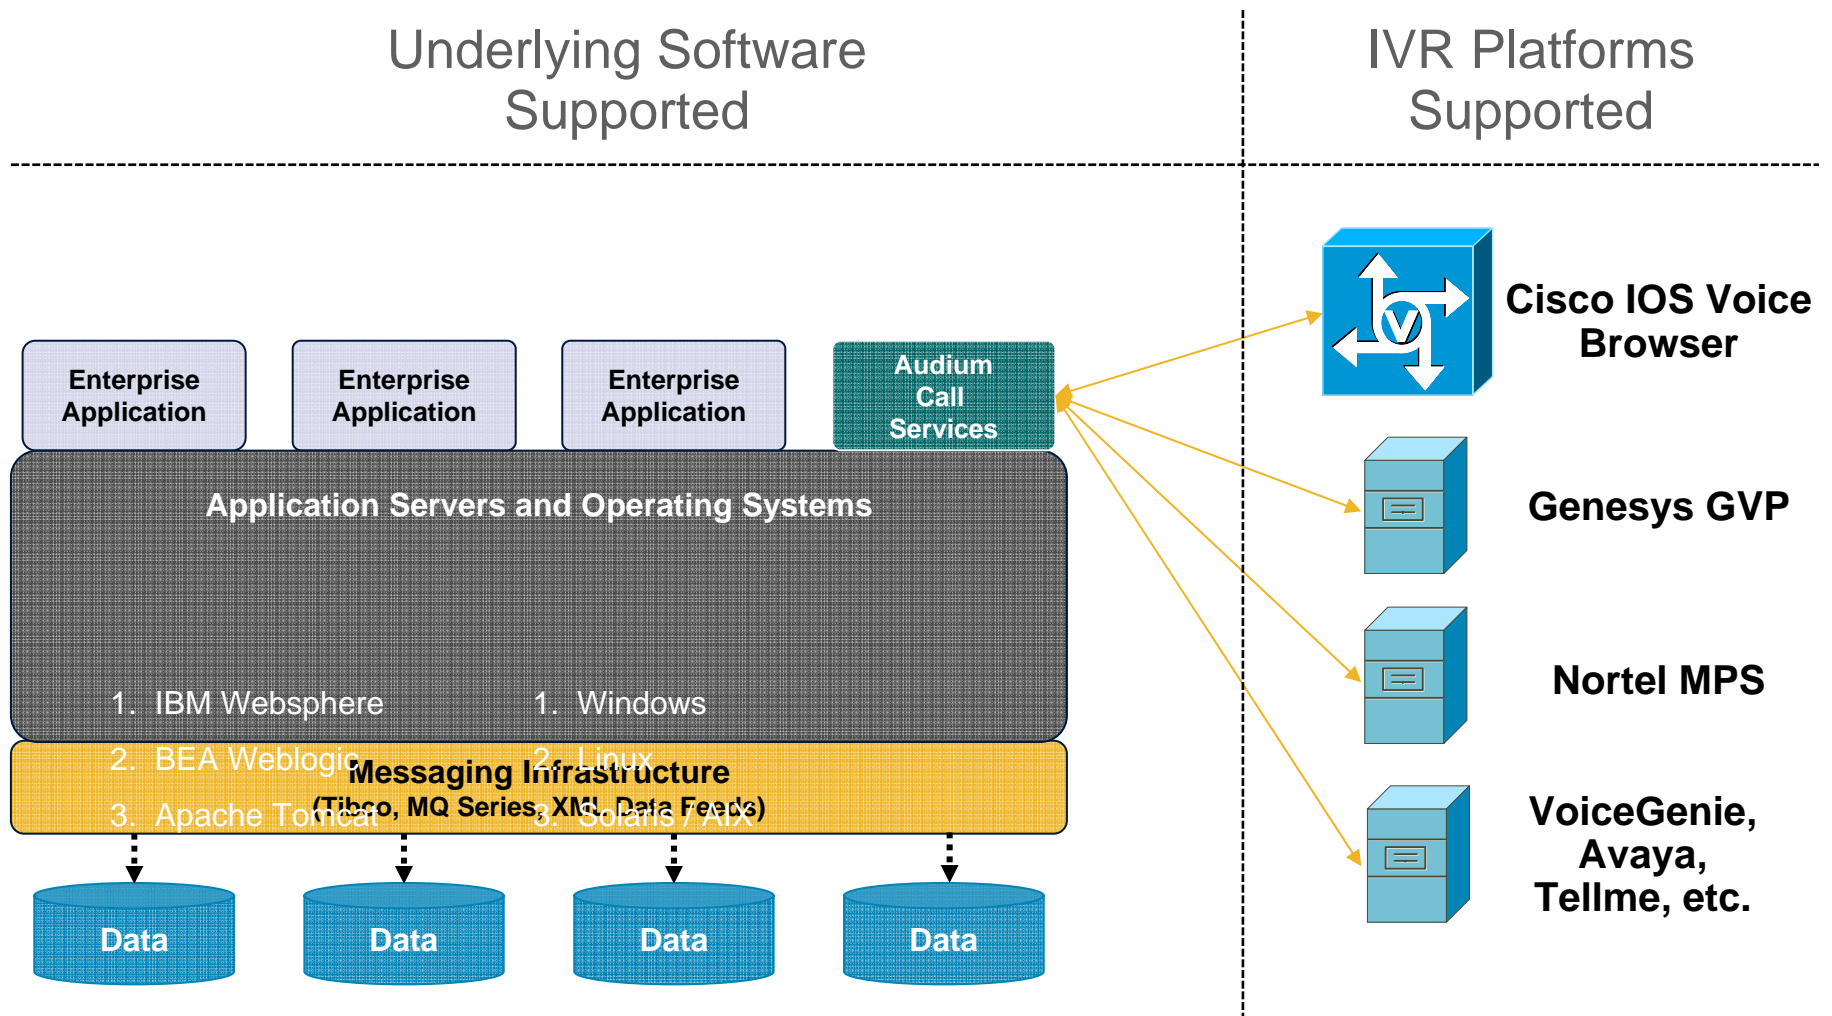 Underlying Software
Supported
IVR Platforms
Supported
Enterprise
Application
Enterprise
Application
Enterprise
Application
Audium
Call
Services
Application Servers and Operating Systems
1. IBM Websphere
2. BEA Weblogic
3. Apache Tomcat
1. Windows
2. Linux
3. Solaris / AIX
Messaging Infrastructure
(Tibco, MQ Series, XML Data Feeds)
Data
Data
Data
Data
V
Cisco IOS Voice
Browser
Genesys GVP
Nortel MPS
VoiceGenie,
Avaya,
Tellme, etc.